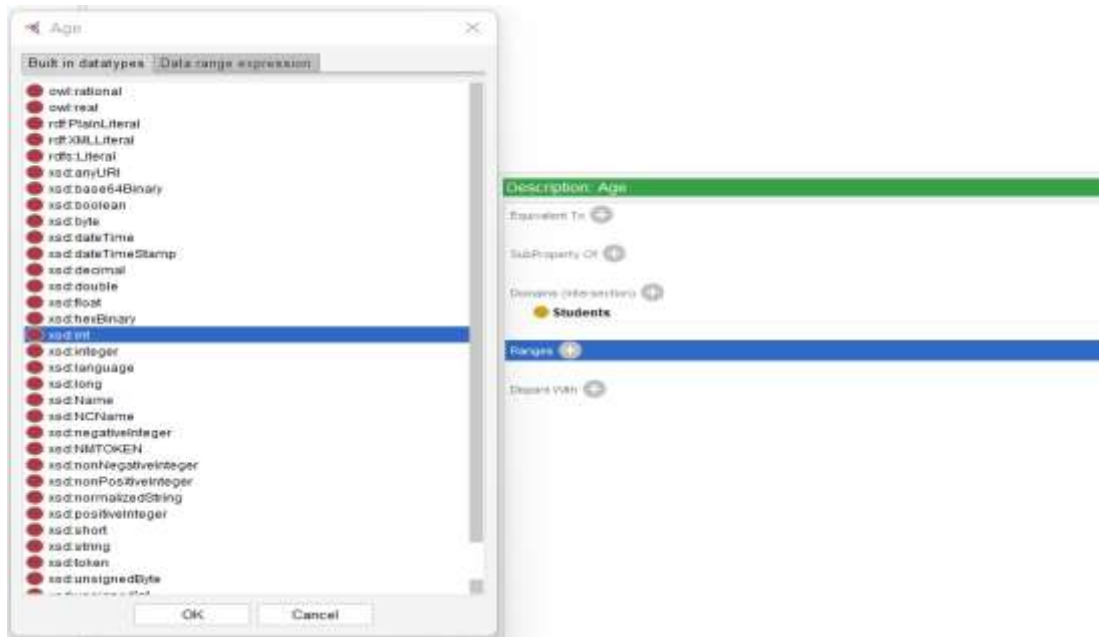 Age
Built in datatypes Data range expression
owl:rational
owl:real
rdf:PlainLiteral
rdf:XMLLiteral
rdfs:Literal
xsd:anyURI
xsd:base64Binary
xsd:boolean
xsd:byte
xsd:dateTime
xsd:dateTimeStamp
xsd:decimal
xsd:double
xsd:float
xsd:hexBinary
xsd:int
xsd:integer
xsd:language
xsd:long
xsd:Name
xsd:NCName
xsd:negativeInteger
xsd:NMTOKEN
xsd:nonNegativeInteger
xsd:nonPositiveInteger
xsd:normalizedString
xsd:positiveInteger
xsd:short
xsd:string
xsd:token
xsd:unsignedByte
OK Cancel
Description: Age
Equivalent To
SubProperty Of
Domains (intersection)
Students
Ranges
Disjoint With